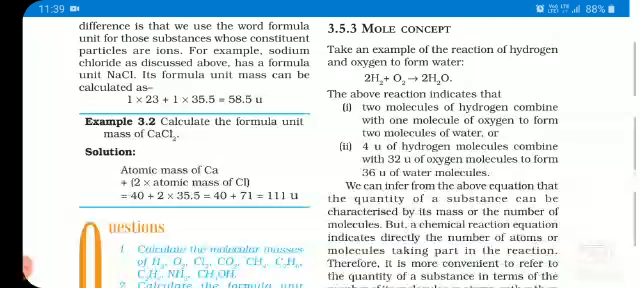 11:39
88%
difference is that we use the word formula
unit for those substances whose constituent
particles are ions. For example, sodium
chloride as discussed above, has a formula
unit NaCl. Its formula unit mass can be
calculated as–
1 × 23 + 1 × 35.5 = 58.5 u
Example 3.2 Calculate the formula unit
mass of CaCl₂.
Solution:
Atomic mass of Ca
+ (2 × atomic mass of Cl)
= 40 + 2 × 35.5 = 40 + 71 = 111 u
Questions
1. Calculate the molecular masses
of H₂, O₂, Cl₂, CO₂, CH₄, C₂H₆,
C₂H₄, NH₃, CH₃OH.
2. Calculate the formula unit
3.5.3 MOLE CONCEPT
Take an example of the reaction of hydrogen
and oxygen to form water:
2H₂+ O₂ → 2H₂O.
The above reaction indicates that
(i) two molecules of hydrogen combine
with one molecule of oxygen to form
two molecules of water, or
(ii) 4 u of hydrogen molecules combine
with 32 u of oxygen molecules to form
36 u of water molecules.
We can infer from the above equation that
the quantity of a substance can be
characterised by its mass or the number of
molecules. But, a chemical reaction equation
indicates directly the number of atoms or
molecules taking part in the reaction.
Therefore, it is more convenient to refer to
the quantity of a substance in terms of the